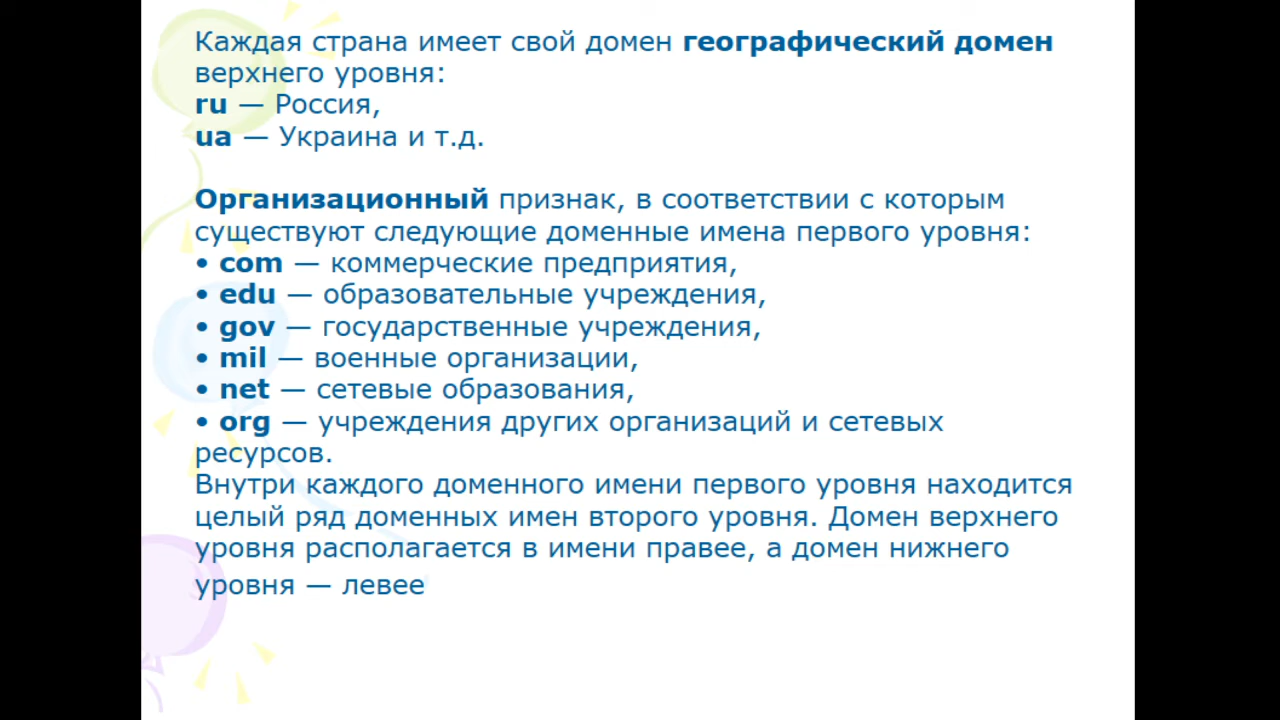 Каждая страна имеет свой домен географический домен
верхнего уровня:
ru — Россия,
ua — Украина и т.д.
Организационный признак, в соответствии с которым
существуют следующие доменные имена первого уровня:
• com — коммерческие предприятия,
• edu — образовательные учреждения,
• gov — государственные учреждения,
• mil — военные организации,
• net — сетевые образования,
• org — учреждения других организаций и сетевых
ресурсов.
Внутри каждого доменного имени первого уровня находится
целый ряд доменных имен второго уровня. Домен верхнего
уровня располагается в имени правее, а домен нижнего
уровня — левее